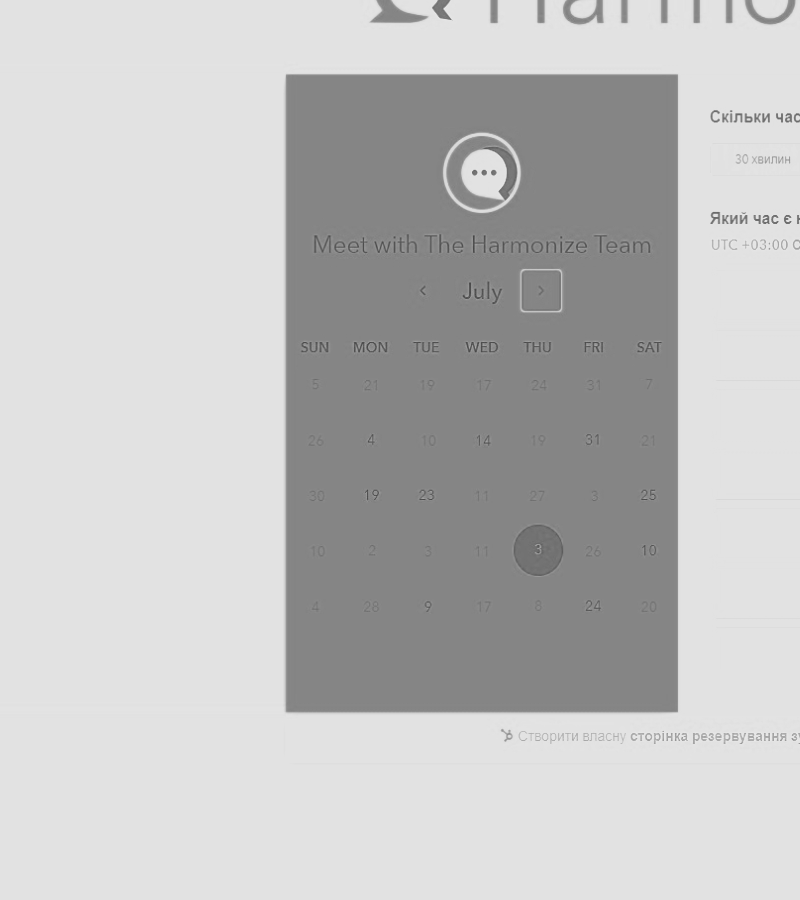 Harmo
Meet with The Harmonize Team
July
SUN MON TUE WED THU FRI SAT
5 21 19 17 24 31 7
26 4 10 14 19 31 21
30 19 23 11 27 3 25
10 2 3 11 3 26 10
4 28 9 17 8 24 20
Скільки час
30 хвилин
Який час є н
UTC +03:00
Створити власну сторінка резервування з